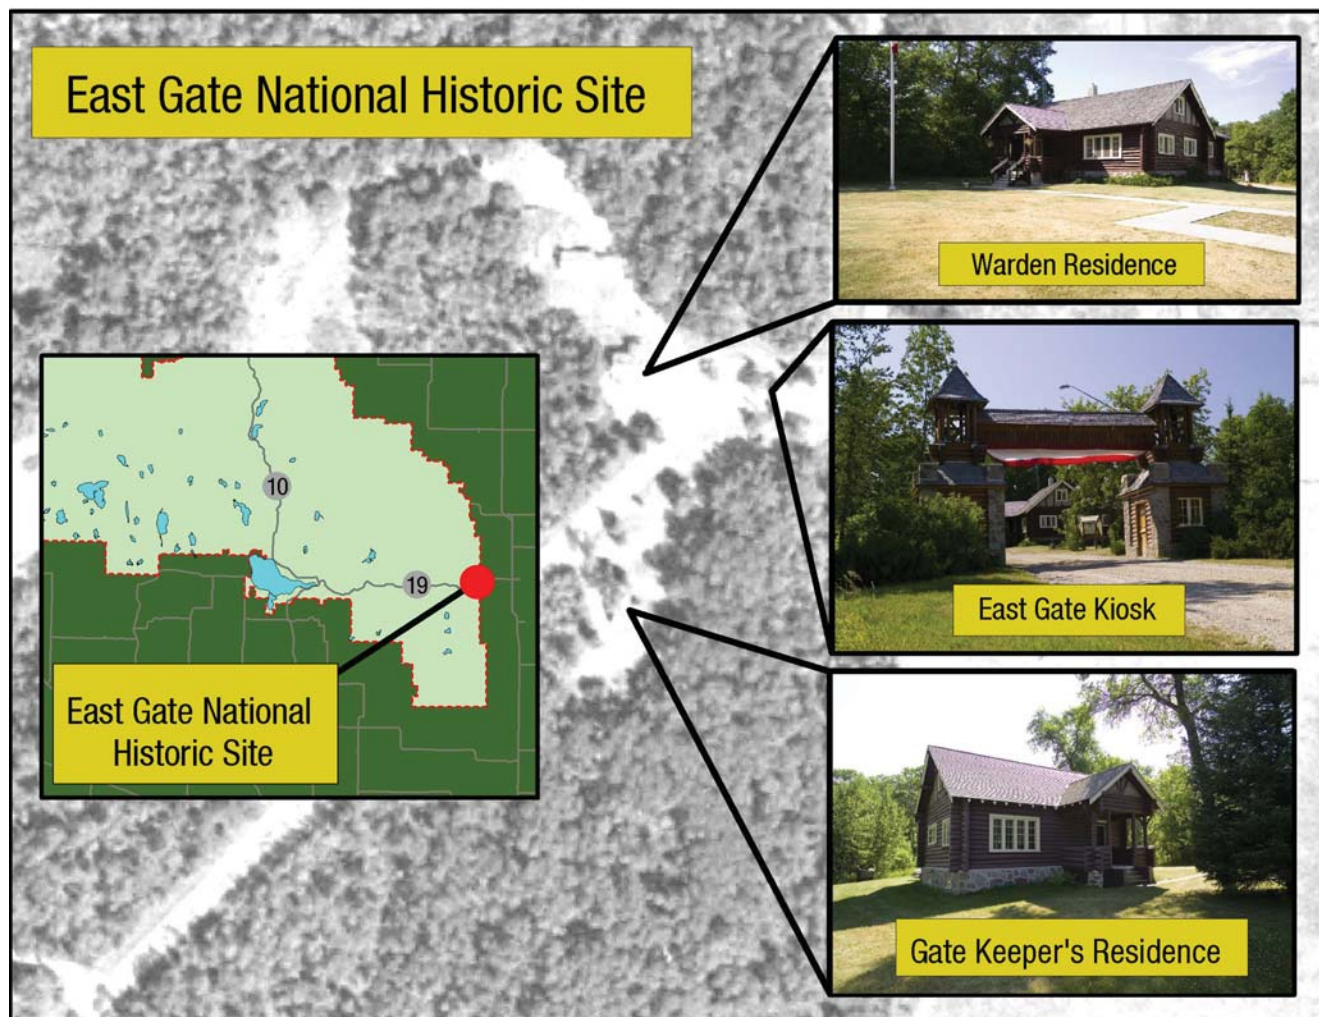 East Gate National Historic Site
Warden Residence
10
19
East Gate National
Historic Site
East Gate Kiosk
Gate Keeper's Residence